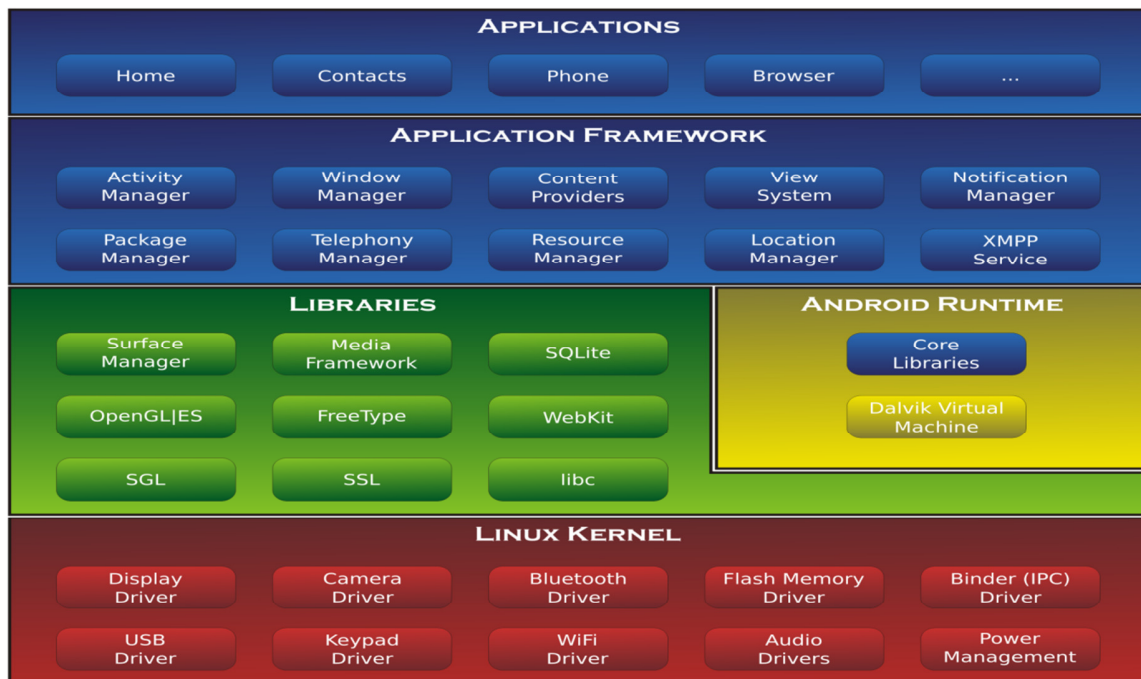 APPLICATIONS
Home
Contacts
Phone
Browser
...
APPLICATION FRAMEWORK
Activity
Manager
Window
Manager
Content
Providers
View
System
Notification
Manager
Package
Manager
Telephony
Manager
Resource
Manager
Location
Manager
XMPP
Service
LIBRARIES
Surface
Manager
Media
Framework
SQLite
OpenGL|ES
FreeType
WebKit
SGL
SSL
libc
ANDROID RUNTIME
Core
Libraries
Dalvik Virtual
Machine
LINUX KERNEL
Display
Driver
Camera
Driver
Bluetooth
Driver
Flash Memory
Driver
Binder (IPC)
Driver
USB
Driver
Keypad
Driver
WiFi
Driver
Audio
Drivers
Power
Management